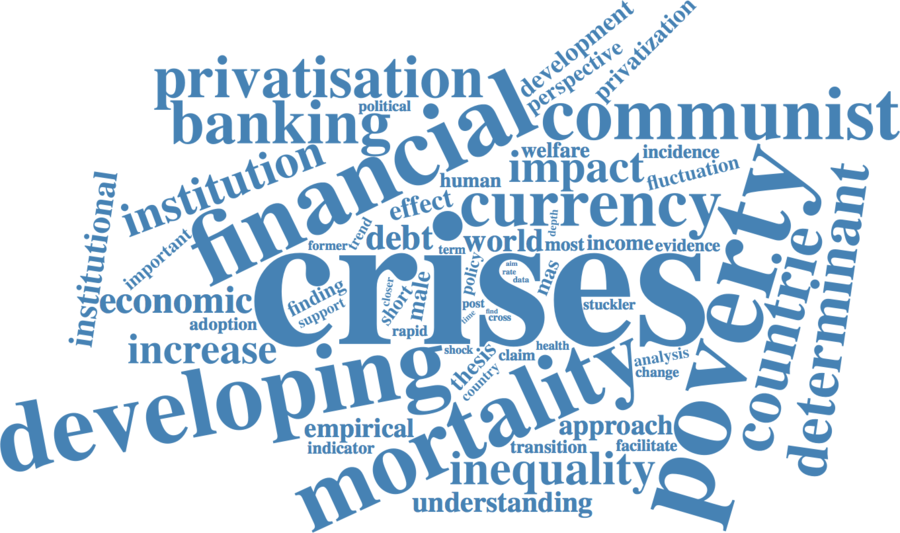 development
perspective
privatization
privatisation
political
banking
financial
communist
institution
welfare
incidence
impact
fluctuation
human
institutional
important
effect
currency
depth
trend
former
debt
term
world
most
income
evidence
poverty
countrie
determinant
economic
adoption
finding
support
closer
short
male
policy
aim
rate
data
mas
crises
post
time
find
cross
stuckler
rapid
increase
shock
thesis
claim
health
country
analysis
change
developing
mortality
empirical
indicator
approach
transition
facilitate
inequality
understanding